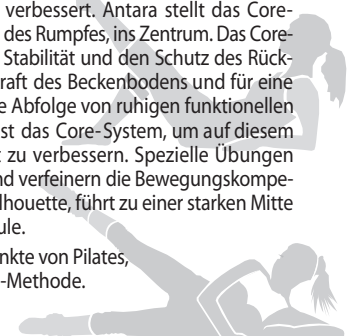 verbessert. Antara stellt das Core-
des Rumpfes, ins Zentrum. Das Core-
Stabilität und den Schutz des Rück-
raft des Beckenbodens und für eine
e Abfolge von ruhigen funktionellen
st das Core-System, um auf diesem
t zu verbessern. Spezielle Übungen
nd verfeinern die Bewegungskompe-
lhouette, führt zu einer starken Mitte
ule.
nkte von Pilates,
-Methode.